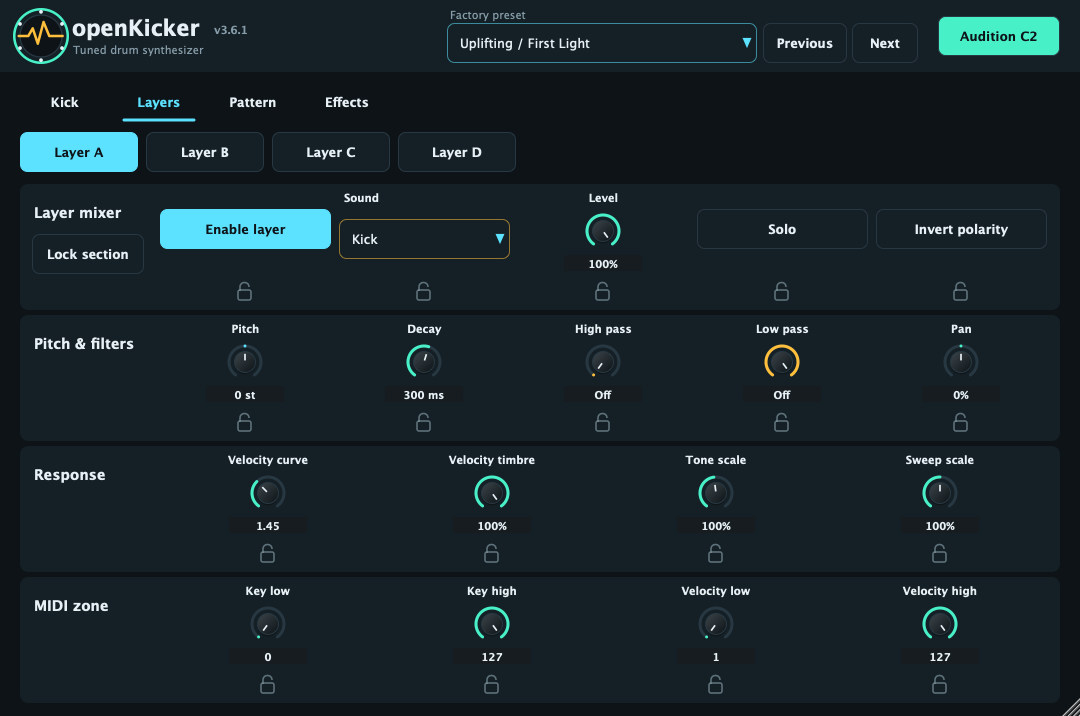 openKicker v3.6.1
Tuned drum synthesizer
Factory preset
Uplifting / First Light
Previous
Next
Audition C2
Kick
Layers
Pattern
Effects
Layer A
Layer B
Layer C
Layer D
Layer mixer
Lock section
Enable layer
Sound
Kick
Level
100%
Solo
Invert polarity
Pitch & filters
Pitch
Decay
High pass
Low pass
Pan
0 st
300 ms
Off
Off
0%
Response
Velocity curve
Velocity timbre
Tone scale
Sweep scale
1.45
100%
100%
100%
MIDI zone
Key low
Key high
Velocity low
Velocity high
0
127
1
127